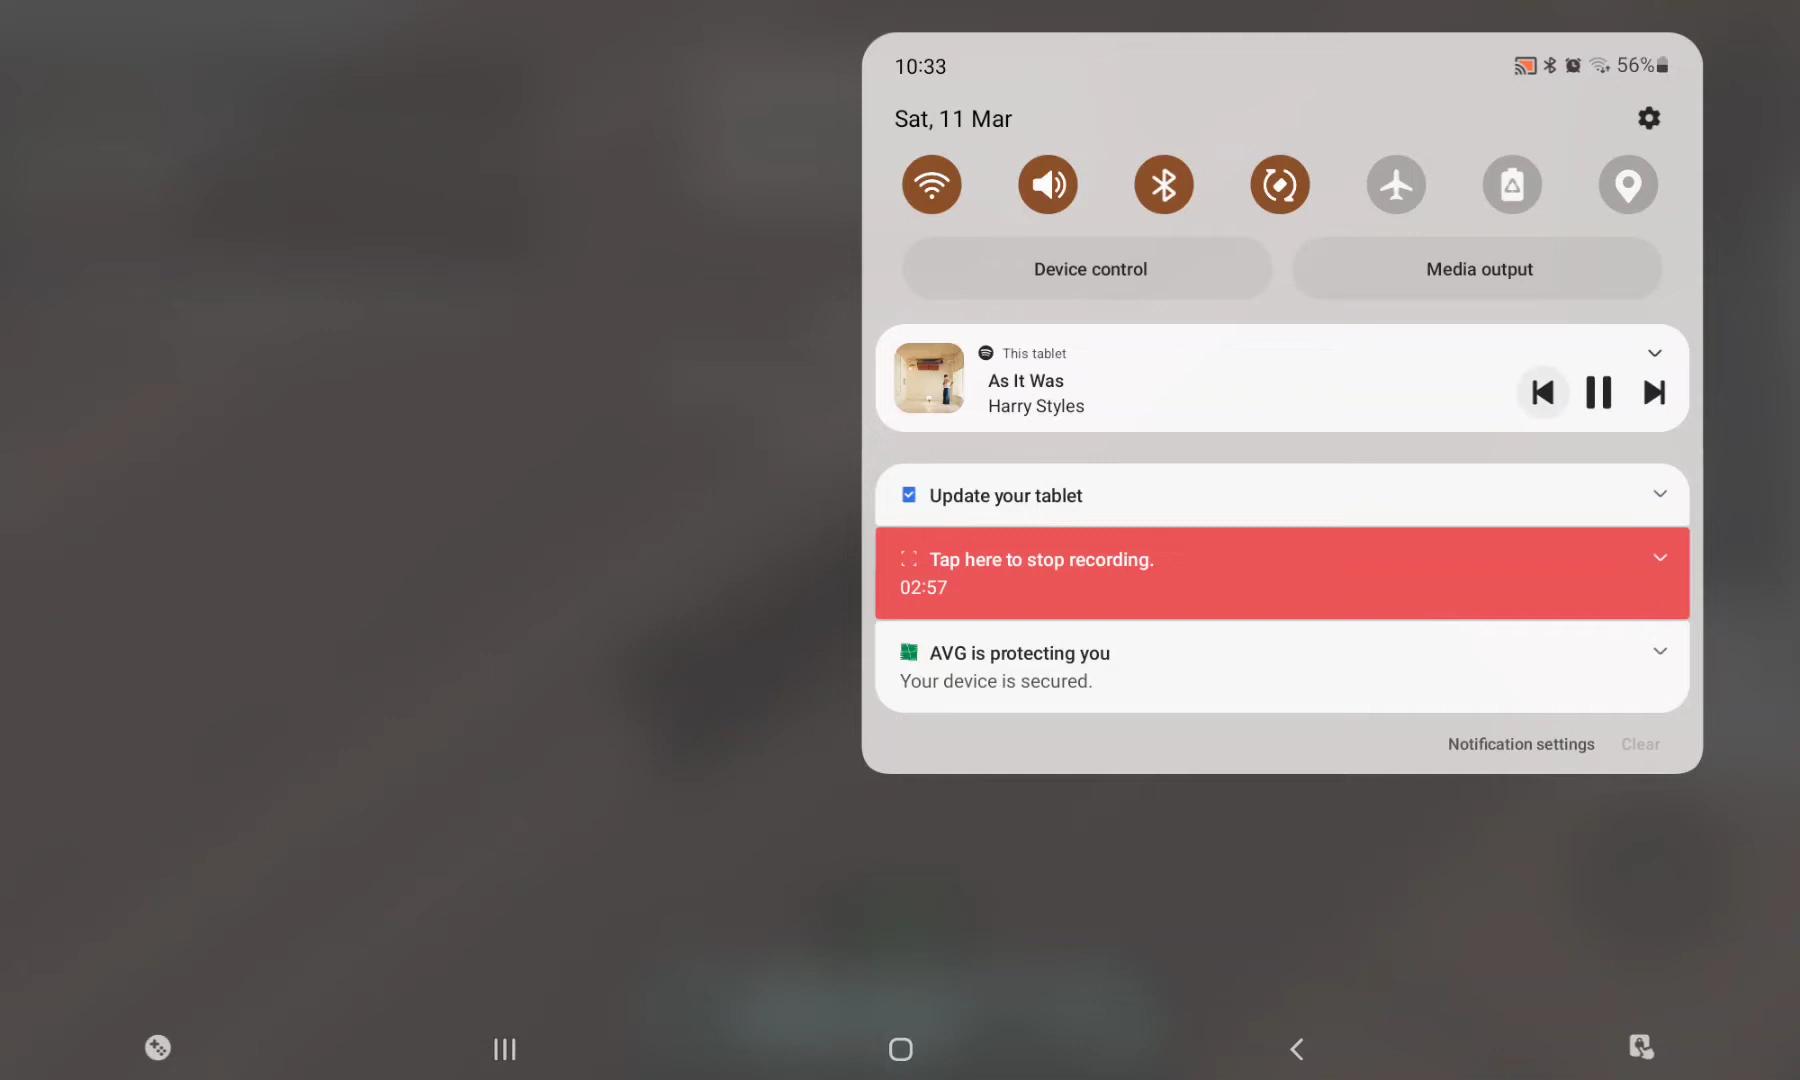 10:33
56%
Sat, 11 Mar
Device control
Media output
This tablet
As It Was
Harry Styles
Update your tablet
Tap here to stop recording.
02:57
AVG is protecting you
Your device is secured.
Notification settings
Clear